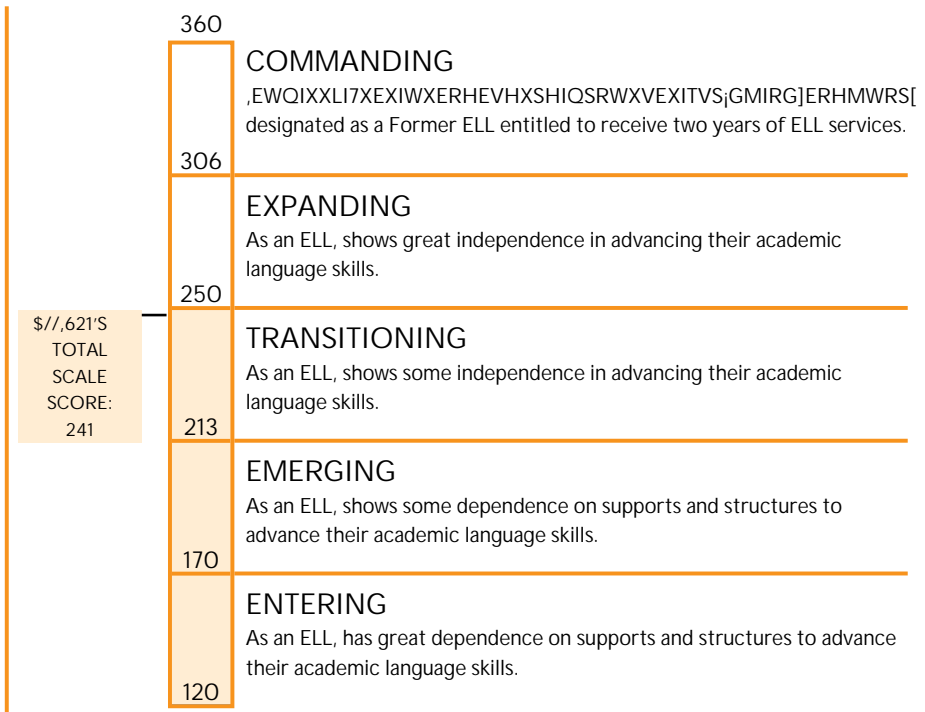 360
COMMANDING
,EWQIXXLI7XEXIWXERHEVHXSHIQSRWXVEXITVS¡GMIRG]ERHMWRS[
designated as a Former ELL entitled to receive two years of ELL services.
306
EXPANDING
As an ELL, shows great independence in advancing their academic
language skills.
250
$//,621'S
TOTAL
SCALE
SCORE:
241
TRANSITIONING
As an ELL, shows some independence in advancing their academic
language skills.
213
EMERGING
As an ELL, shows some dependence on supports and structures to
advance their academic language skills.
170
ENTERING
As an ELL, has great dependence on supports and structures to advance
their academic language skills.
120